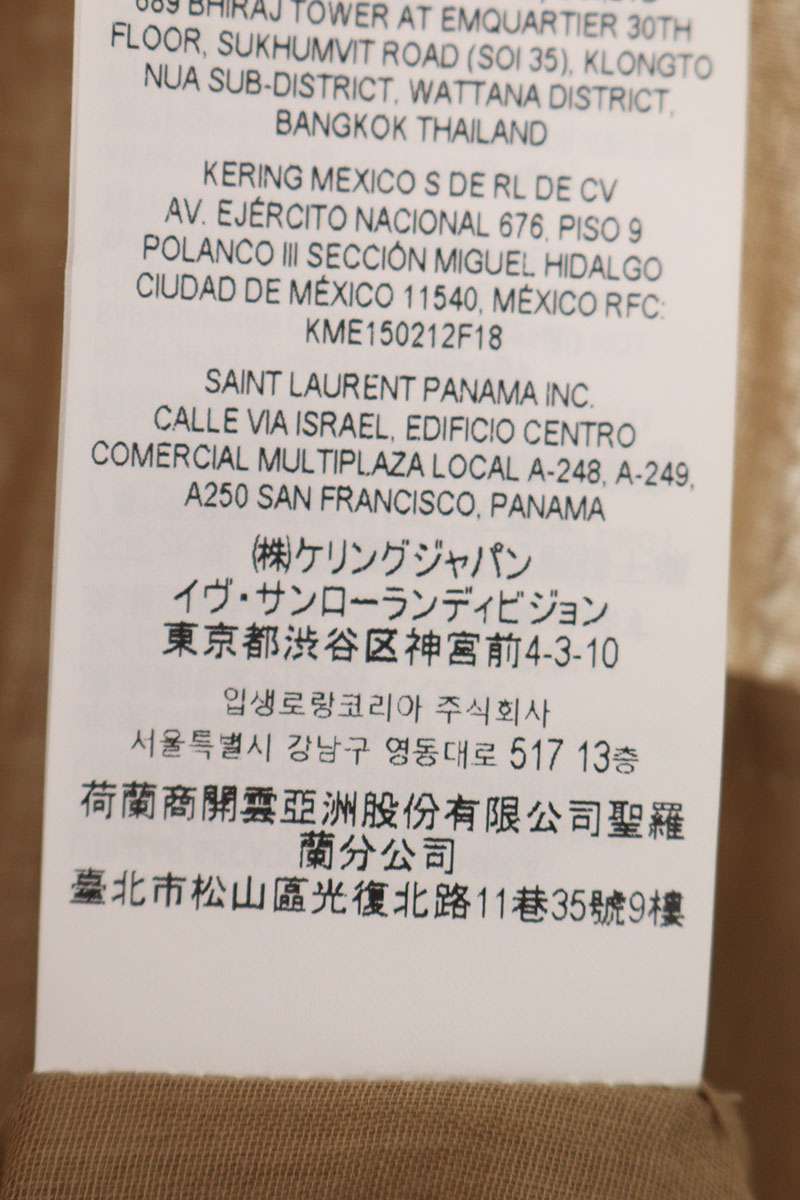 689 BHIRAJ TOWER AT EMQUARTIER 30TH
FLOOR, SUKHUMVIT ROAD (SOI 35), KLONGTO
NUA SUB-DISTRICT, WATTANA DISTRICT,
BANGKOK THAILAND
KERING MEXICO S DE RL DE CV
AV. EJÉRCITO NACIONAL 676, PISO 9
POLANCO III SECCIÓN MIGUEL HIDALGO
CIUDAD DE MÉXICO 11540, MÉXICO RFC:
KME150212F18
SAINT LAURENT PANAMA INC.
CALLE VIA ISRAEL, EDIFICIO CENTRO
COMERCIAL MULTIPLAZA LOCAL A-248, A-249,
A250 SAN FRANCISCO, PANAMA
(株)ケリングジャパン
イヴ・サンローランディビジョン
東京都渋谷区神宮前4-3-10
입생로랑코리아 주식회사
서울특별시 강남구 영동대로 517 13층
荷蘭商開雲亞洲股份有限公司聖羅
蘭分公司
臺北市松山區光復北路11巷35號9樓